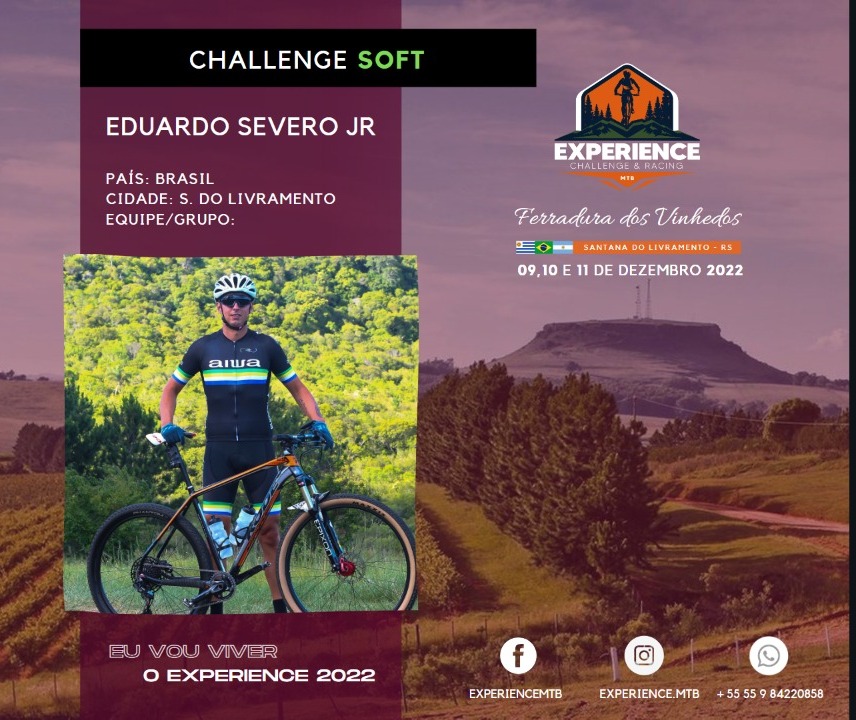 CHALLENGE SOFT
EDUARDO SEVERO JR
PAÍS: BRASIL
CIDADE: S. DO LIVRAMENTO
EQUIPE/GRUPO:
EXPERIENCE
CHALLENGE & RACING
MTB
Ferradura dos Vinhedos
SANTANA DO LIVRAMENTO - RS
09,10 E 11 DE DEZEMBRO 2022
aiwa
EU VOU VIVER
O EXPERIENCE 2022
EXPERIENCEMTB
EXPERIENCE.MTB
+ 55 55 9 84220858